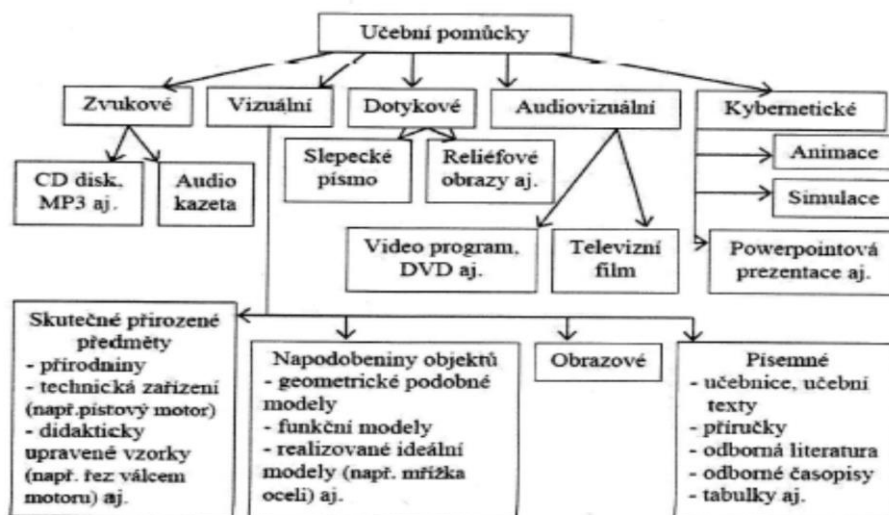 Učební pomůcky
Zvukové
Vizuální
Dotykové
Audiovizuální
Kybernetické
CD disk,
MP3 aj.
Audio
kazeta
Slepecké
písmo
Reliéfové
obrazy aj.
Animace
Simulace
Video program,
DVD aj.
Televizní
film
Powerpointová
prezentace aj.
Skutečné přirozené
předměty
- přírodniny
- technická zařízení
(např.pístový motor)
- didakticky
upravené vzorky
(např. řez válcem
motoru) aj.
Napodobeniny objektů
- geometrické podobné
modely
- funkční modely
- realizované ideální
modely (např. mřížka
oceli) aj.
Obrazové
Písemné
- učebnice, učební
texty
- příručky
- odborná literatura
- odborné časopisy
- tabulky aj.